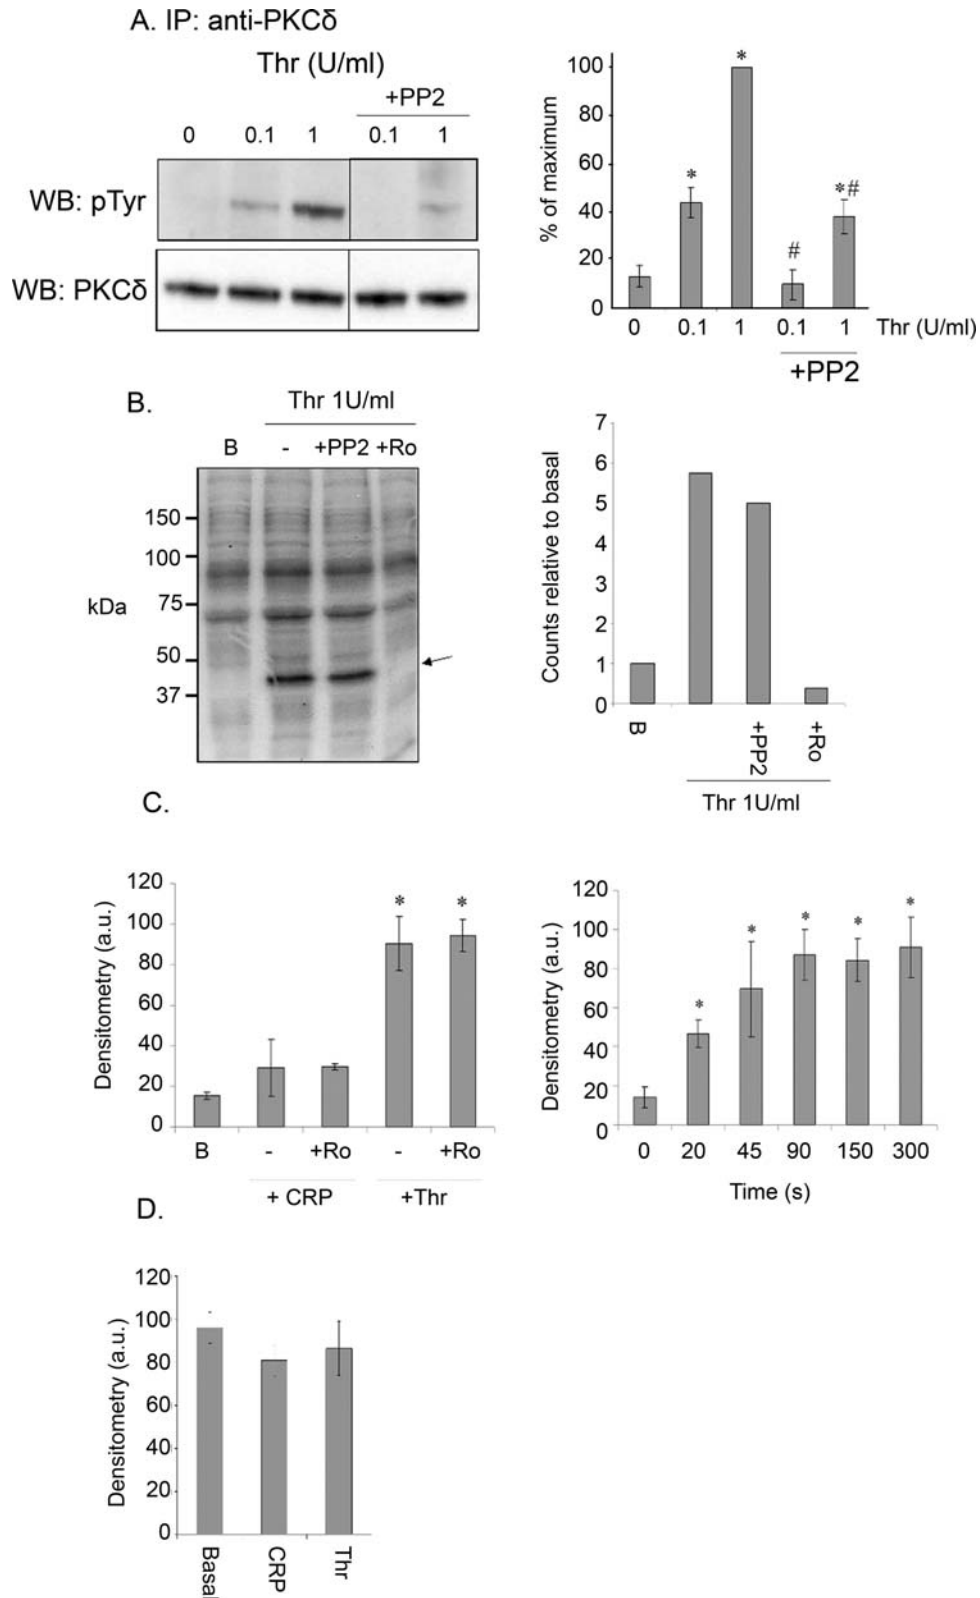 A. IP: anti-PKCδ
Thr (U/ml)
+PP2
0 0.1 1 0.1 1
WB: pTyr
WB: PKCδ
% of maximum
100
80
60
40
20
0
* * # *#
0 0.1 1 0.1 1 Thr (U/ml)
+PP2
B.
Thr 1U/ml
B - +PP2 +Ro
kDa
150
100
75
50
37
Counts relative to basal
7
6
5
4
3
2
1
0
B +PP2 +Ro
Thr 1U/ml
C.
Densitometry (a.u.)
120
100
80
60
40
20
0
* *
B - +Ro - +Ro
+ CRP +Thr
Densitometry (a.u.)
120
100
80
60
40
20
0
* * * * *
0 20 45 90 150 300
Time (s)
D.
Densitometry (a.u.)
120
100
80
60
40
20
0
Basal CRP Thr